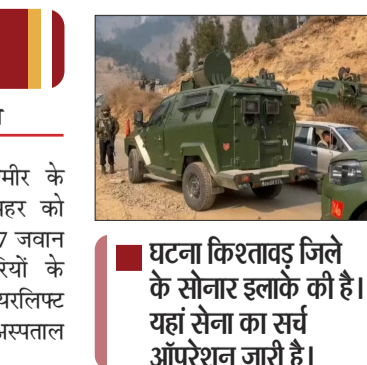 मीर के
हर को
7 जवान
रियों के
यरलिफ्ट
अस्पताल
घटना किश्तवाड़ जिले
के सोनार इलाके की है।
यहां सेना का सर्च
ऑपरेशन जारी है।